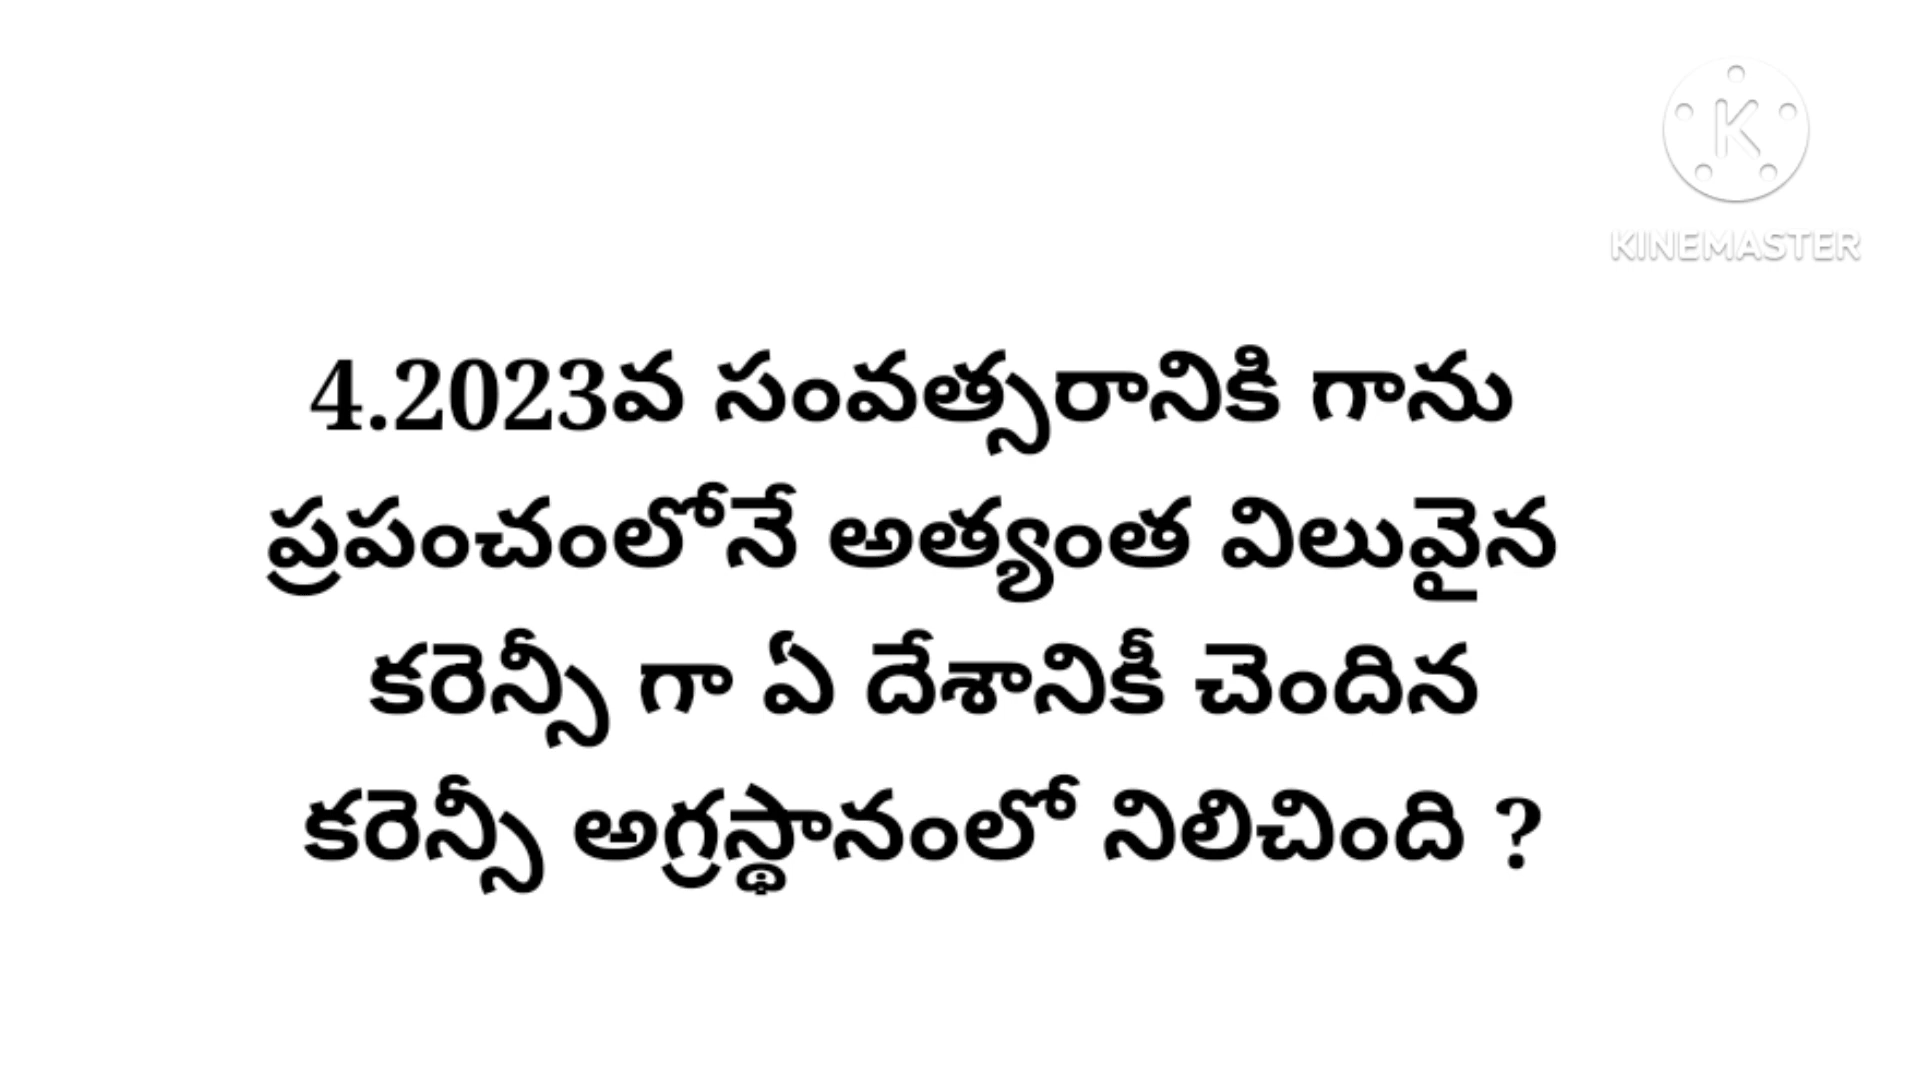 KINEMASTER
4.2023వ సంవత్సరానికి గాను
ప్రపంచంలోనే అత్యంత విలువైన
కరెన్సీ గా ఏ దేశానికీ చెందిన
కరెన్సీ అగ్రస్థానంలో నిలిచింది ?